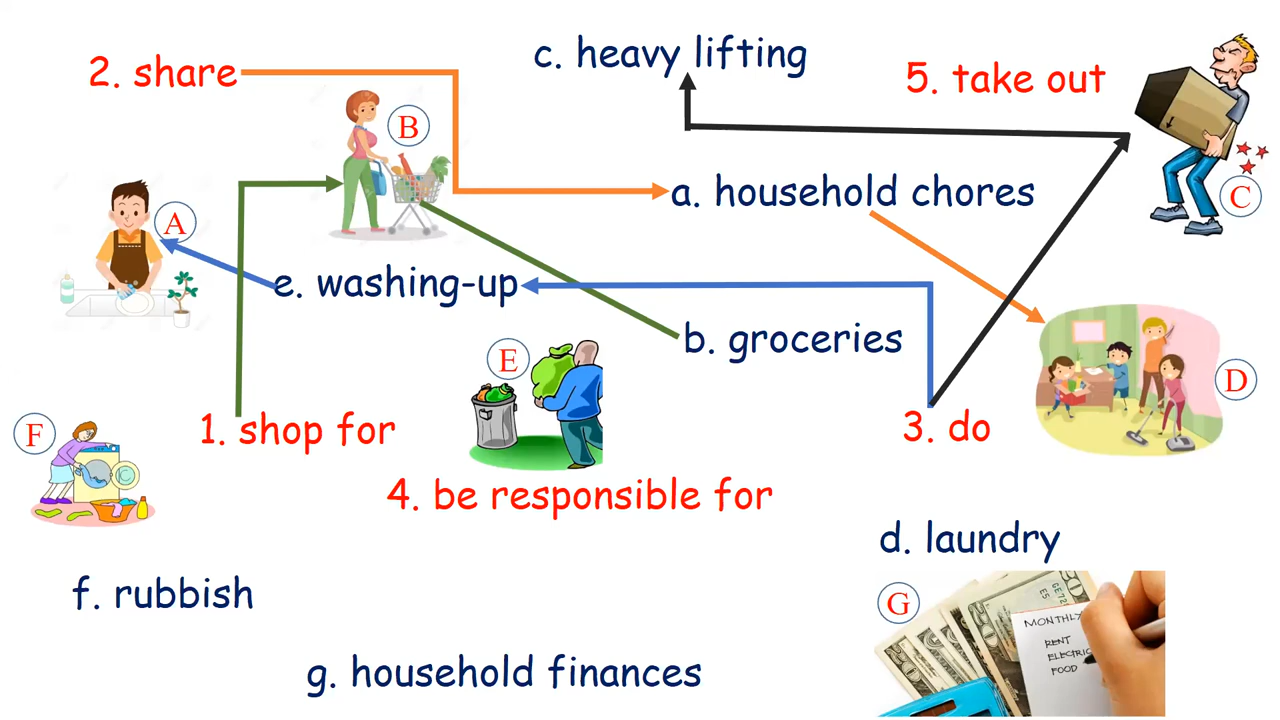 c. heavy lifting
2. share
5. take out
B
a. household chores
C
A
e. washing-up
b. groceries
E
D
F
1. shop for
3. do
4. be responsible for
d. laundry
f. rubbish
G
MONTHLY
RENT
ELECTRIC
FOOD
g. household finances